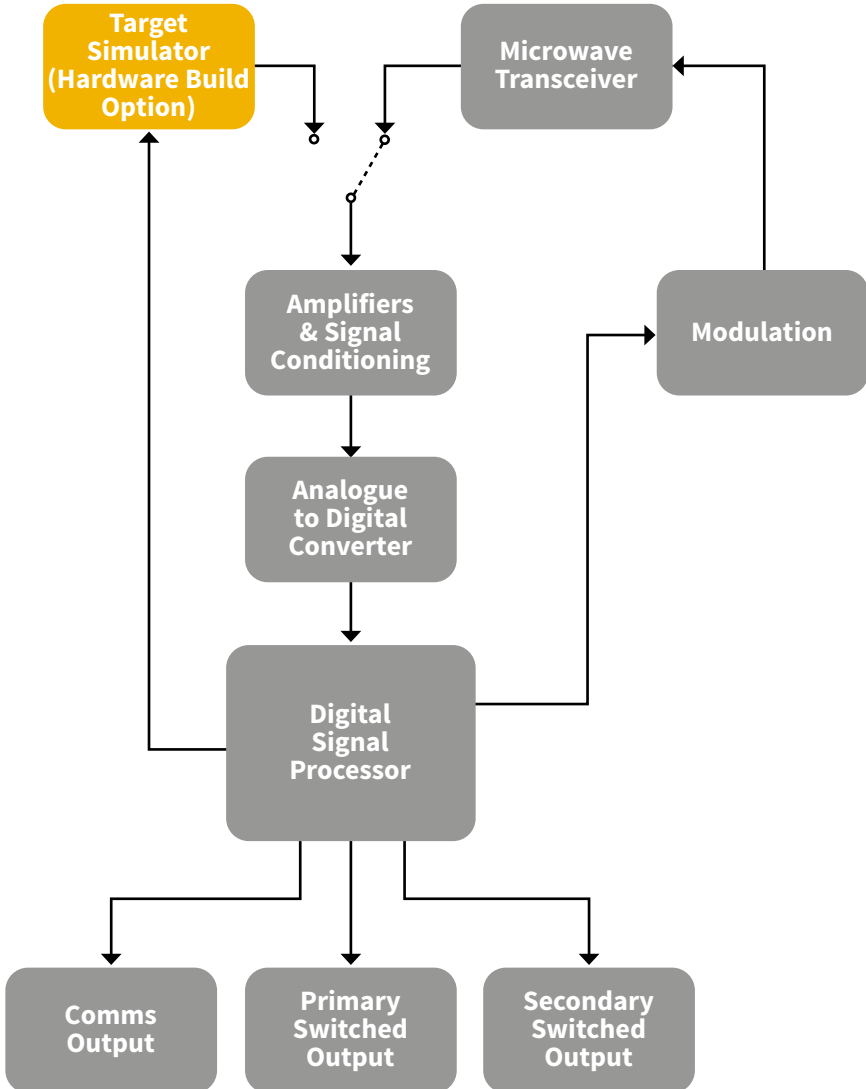 Target
Simulator
(Hardware Build
Option)
Microwave
Transceiver
Amplifiers
& Signal
Conditioning
Modulation
Analogue
to Digital
Converter
Digital
Signal
Processor
Comms
Output
Primary
Switched
Output
Secondary
Switched
Output